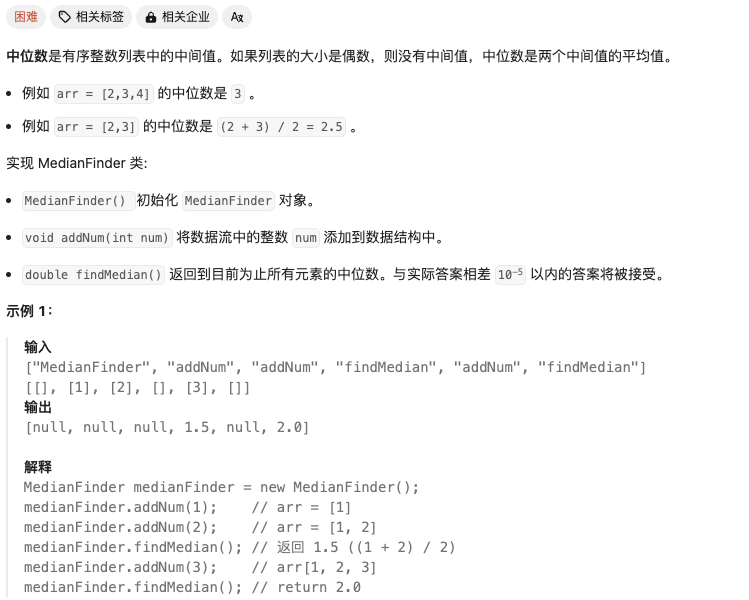 困难 相关标签 相关企业 Ax
中位数是有序整数列表中的中间值。如果列表的大小是偶数，则没有中间值，中位数是两个中间值的平均值。
• 例如 arr = [2,3,4] 的中位数是 3 。
• 例如 arr = [2,3] 的中位数是 (2 + 3) / 2 = 2.5 。
实现 MedianFinder 类:
• MedianFinder() 初始化 MedianFinder 对象。
• void addNum(int num) 将数据流中的整数 num 添加到数据结构中。
• double findMedian() 返回到目前为止所有元素的中位数。与实际答案相差 10⁻⁵ 以内的答案将被接受。
示例 1：
输入
["MedianFinder", "addNum", "addNum", "findMedian", "addNum", "findMedian"]
[[], [1], [2], [], [3], []]
输出
[null, null, null, 1.5, null, 2.0]
解释
MedianFinder medianFinder = new MedianFinder();
medianFinder.addNum(1);    // arr = [1]
medianFinder.addNum(2);    // arr = [1, 2]
medianFinder.findMedian(); // 返回 1.5 ((1 + 2) / 2)
medianFinder.addNum(3);    // arr[1, 2, 3]
medianFinder.findMedian(); // return 2.0